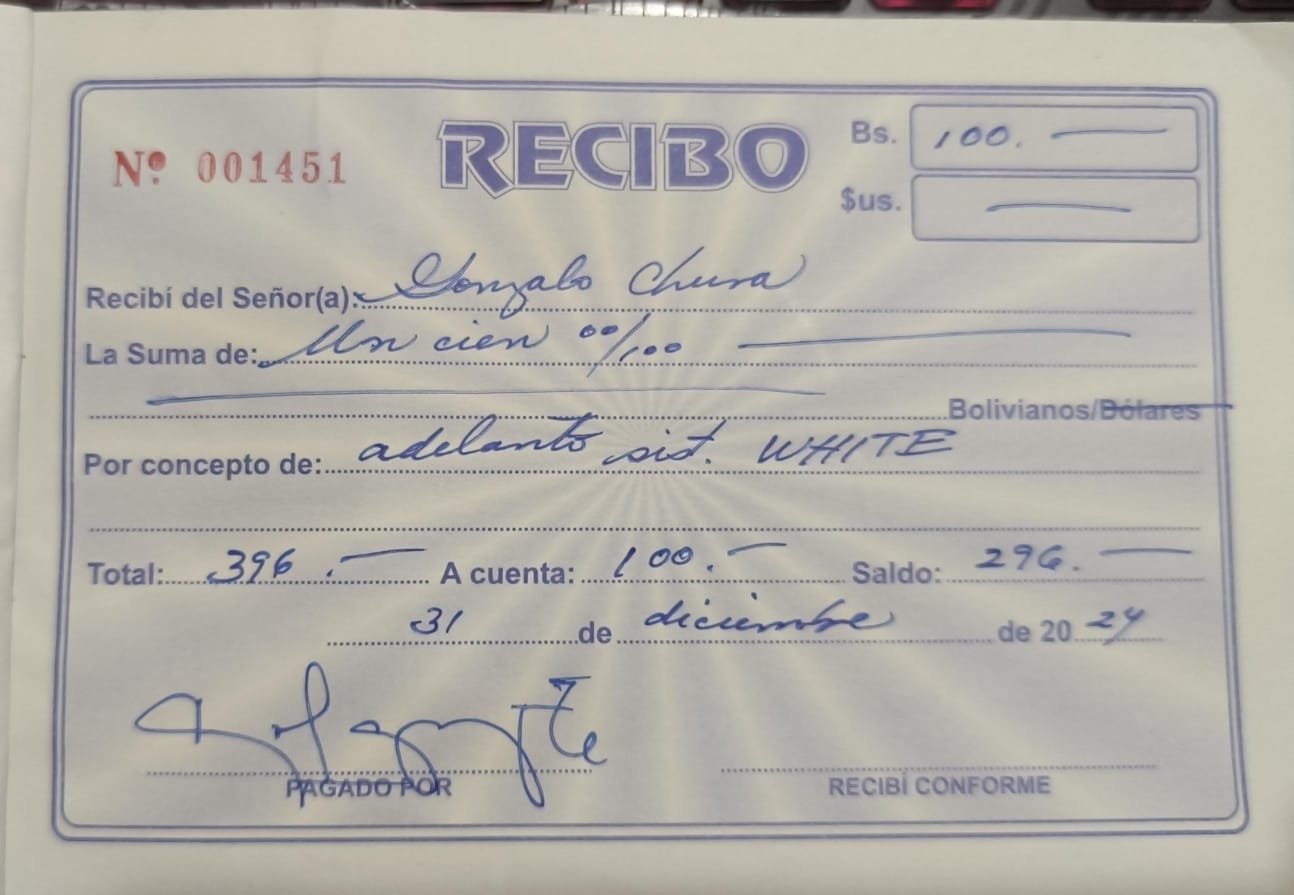 Nº 001451
RECIBO
Bs. 100.
$us.
Recibí del Señor(a): Gonzalo Chura
La Suma de: Un cien 00/100
Bolivianos/Dólares
Por concepto de: adelanto sist. WHITE
Total: 396. A cuenta: 100. Saldo: 296.
31 de diciembre de 2024
PAGADO POR
RECIBÍ CONFORME